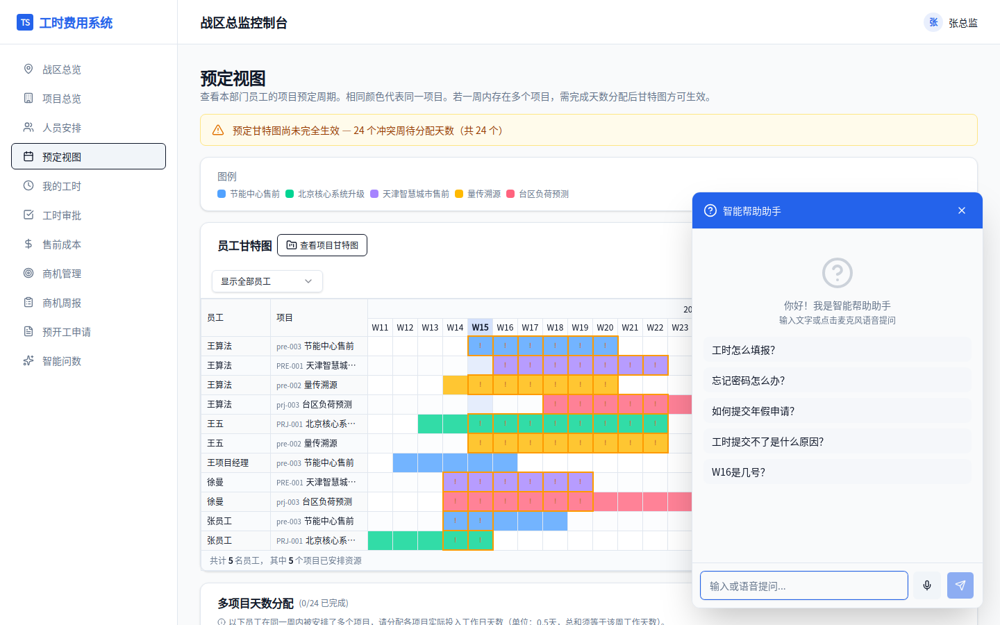 TS 工时费用系统
战区总监控制台
张 张总监
战区总览
项目总览
人员安排
预定视图
我的工时
工时审批
售前成本
商机管理
商机周报
预开工申请
智能问数
预定视图
查看本部门员工的项目预定周期。相同颜色代表同一项目。若一周内存在多个项目，需完成天数分配后甘特图方可生效。
预定甘特图尚未完全生效 — 24 个冲突周待分配天数（共 24 个）
图例
节能中心售前 北京核心系统升级 天津智慧城市售前 量传溯源 台区负荷预测
员工甘特图 查看项目甘特图
显示全部员工
员工 项目 20
W11 W12 W13 W14 W15 W16 W17 W18 W19 W20 W21 W22 W23
王算法 pre-003 节能中心售前 ! ! ! ! ! !
王算法 PRE-001 天津智慧城… ! ! ! ! ! ! !
王算法 pre-002 量传溯源 ! ! ! ! ! !
王算法 prj-003 台区负荷预测 ! ! ! ! !
王五 PRJ-001 北京核心系… ! ! ! ! ! ! ! !
王五 pre-002 量传溯源 ! ! ! ! ! ! ! !
王项目经理 pre-003 节能中心售前
徐曼 PRE-001 天津智慧城… ! ! ! ! ! !
徐曼 prj-003 台区负荷预测 ! ! ! ! ! !
张员工 pre-003 节能中心售前 ! !
张员工 PRJ-001 北京核心系… ! !
共计 5 名员工， 其中 5 个项目已安排资源
多项目天数分配 (0/24 已完成)
以下员工在同一周内被安排了多个项目，请分配各项目实际投入工作日天数（单位：0.5天，总和须等于该周工作天数）。
智能帮助助手
你好！我是智能帮助助手
输入文字或点击麦克风语音提问
工时怎么填报?
忘记密码怎么办?
如何提交年假申请?
工时提交不了是什么原因?
W16是几号?
输入或语音提问...